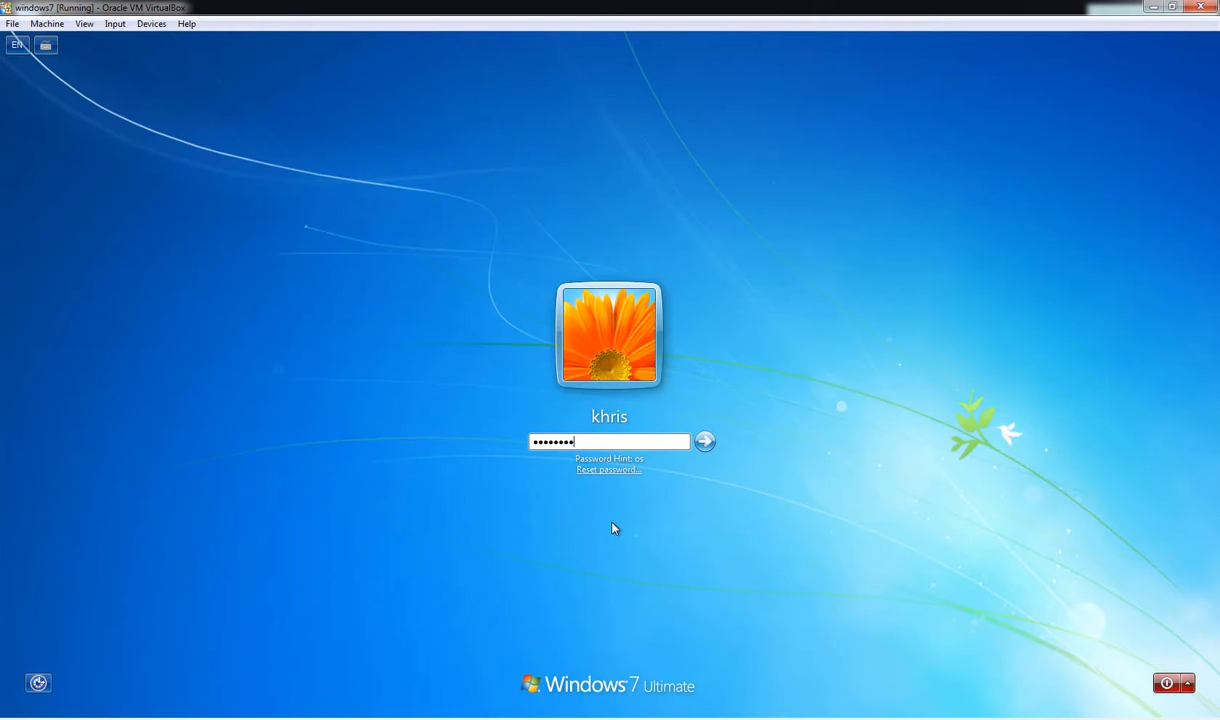 windows7 [Running] - Oracle VM VirtualBox
File Machine View Input Devices Help
EN
khris
••••••••
Password Hint: os
Reset password...
Windows 7 Ultimate